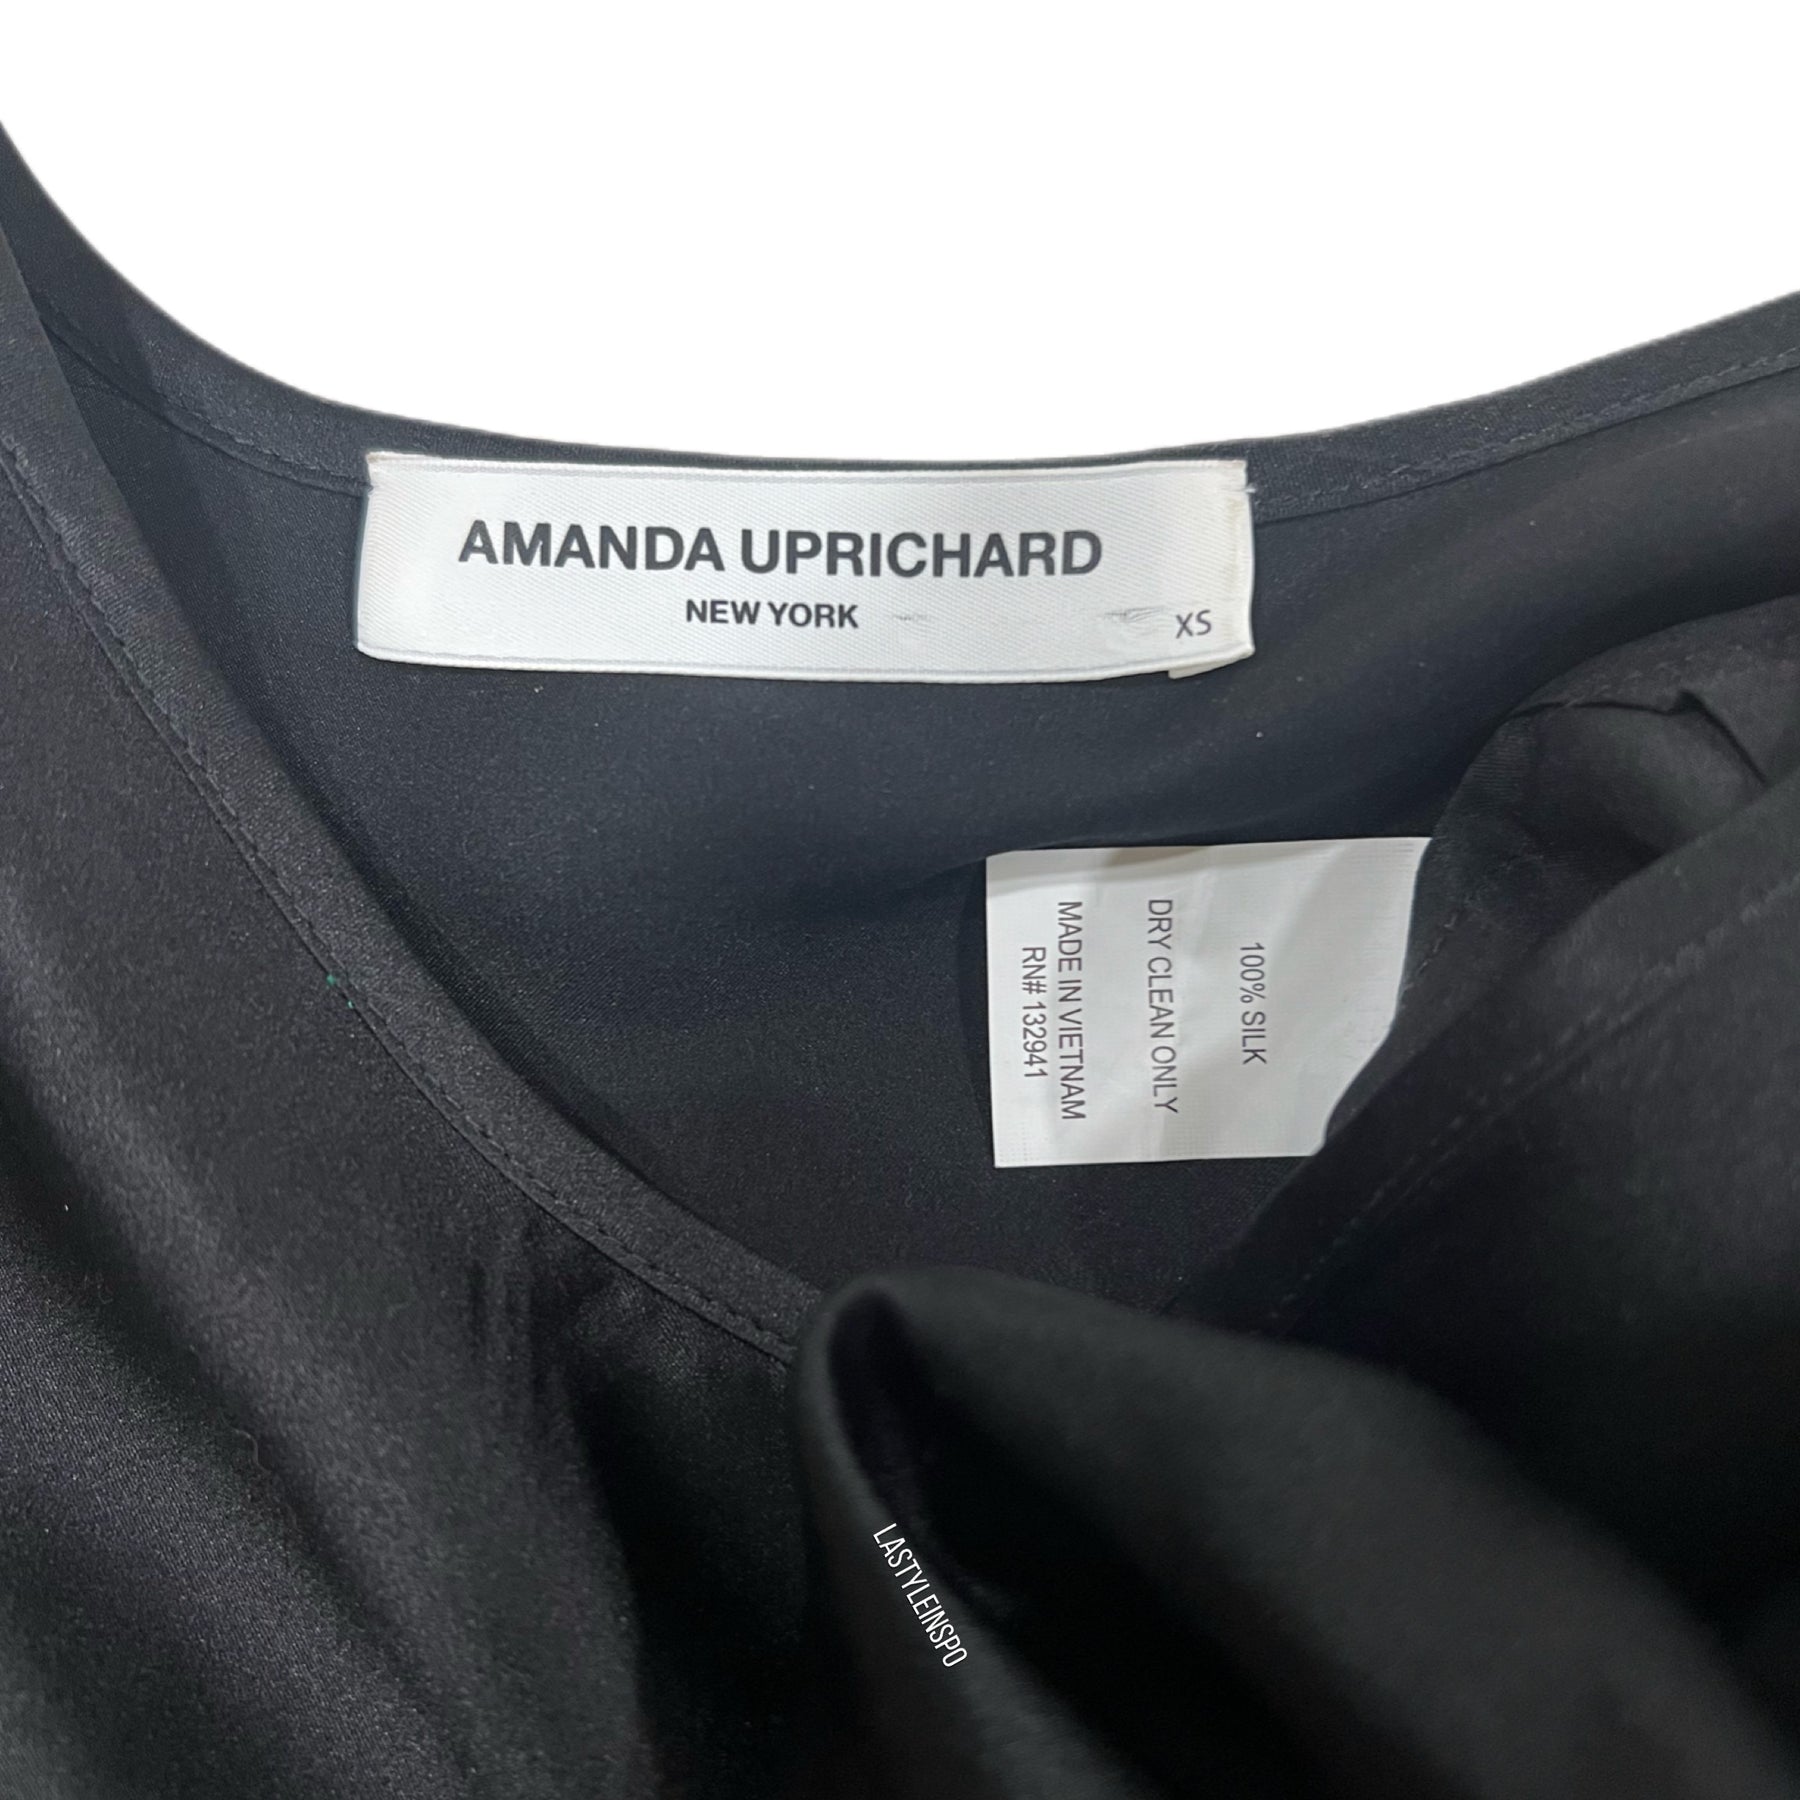 AMANDA UPRICHARD
NEW YORK
XS
100% SILK
DRY CLEAN ONLY
MADE IN VIETNAM
RN# 132941
LASTYLEINSPO